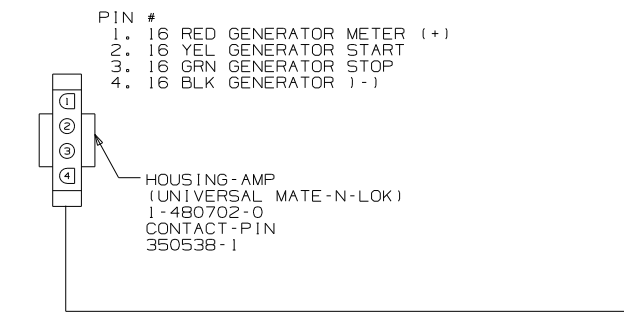 PIN #
1. 16 RED GENERATOR METER (+)
2. 16 YEL GENERATOR START
3. 16 GRN GENERATOR STOP
4. 16 BLK GENERATOR )-)
1
2
3
4
HOUSING-AMP
(UNIVERSAL MATE-N-LOK)
1-480702-0
CONTACT-PIN
350538-1